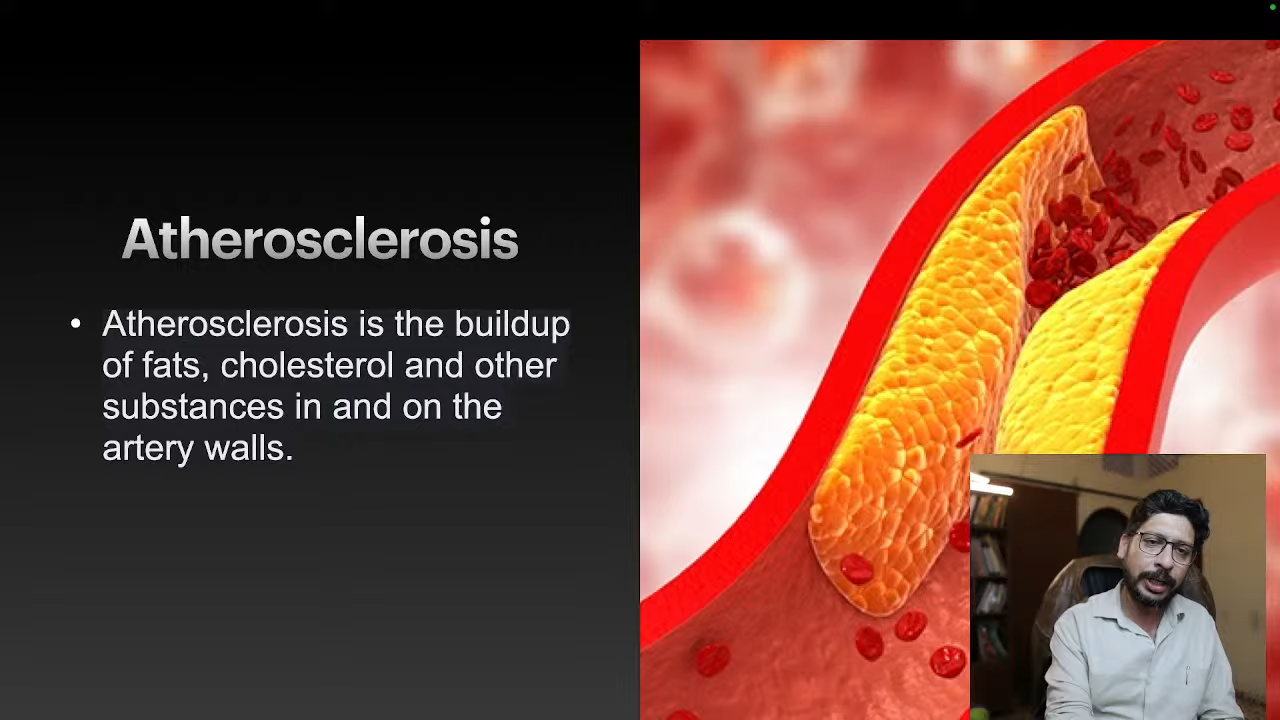 Atherosclerosis
• Atherosclerosis is the buildup
of fats, cholesterol and other
substances in and on the
artery walls.